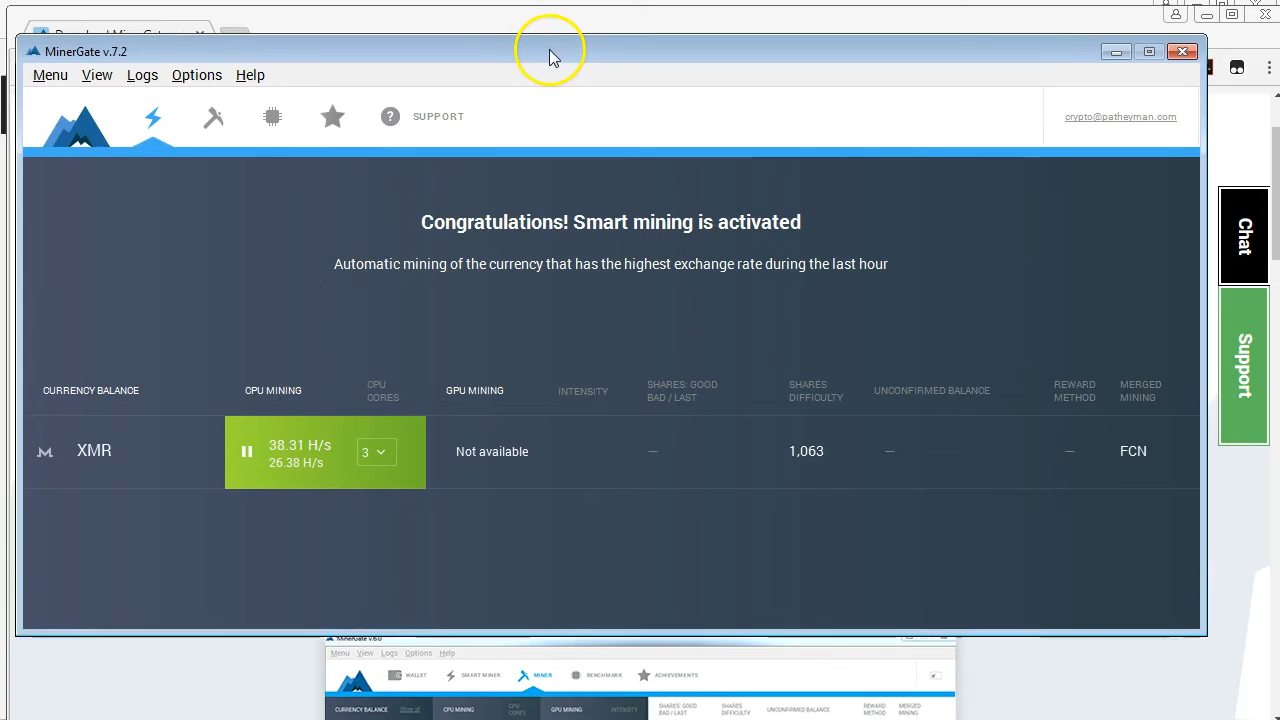 MinerGate v.7.2
Menu View Logs Options Help
SUPPORT
crypto@patheyman.com
Congratulations! Smart mining is activated
Automatic mining of the currency that has the highest exchange rate during the last hour
CURRENCY BALANCE
CPU MINING
CPU CORES
GPU MINING
INTENSITY
SHARES: GOOD
BAD / LAST
SHARES
DIFFICULTY
UNCONFIRMED BALANCE
REWARD
METHOD
MERGED
MINING
XMR
38.31 H/s
26.38 H/s
3
Not available
—
1,063
—
—
FCN
Chat
Support
MinerGate v.6.0
Menu View Logs Options Help
WALLET SMART MINER MINER BENCHMARK ACHIEVEMENTS
CURRENCY BALANCE Show all
CPU MINING
CPU
CORES
GPU MINING
INTENSITY
SHARES: GOOD
BAD / LAST
SHARES
DIFFICULTY
UNCONFIRMED BALANCE
REWARD
METHOD
MERGED
MINING